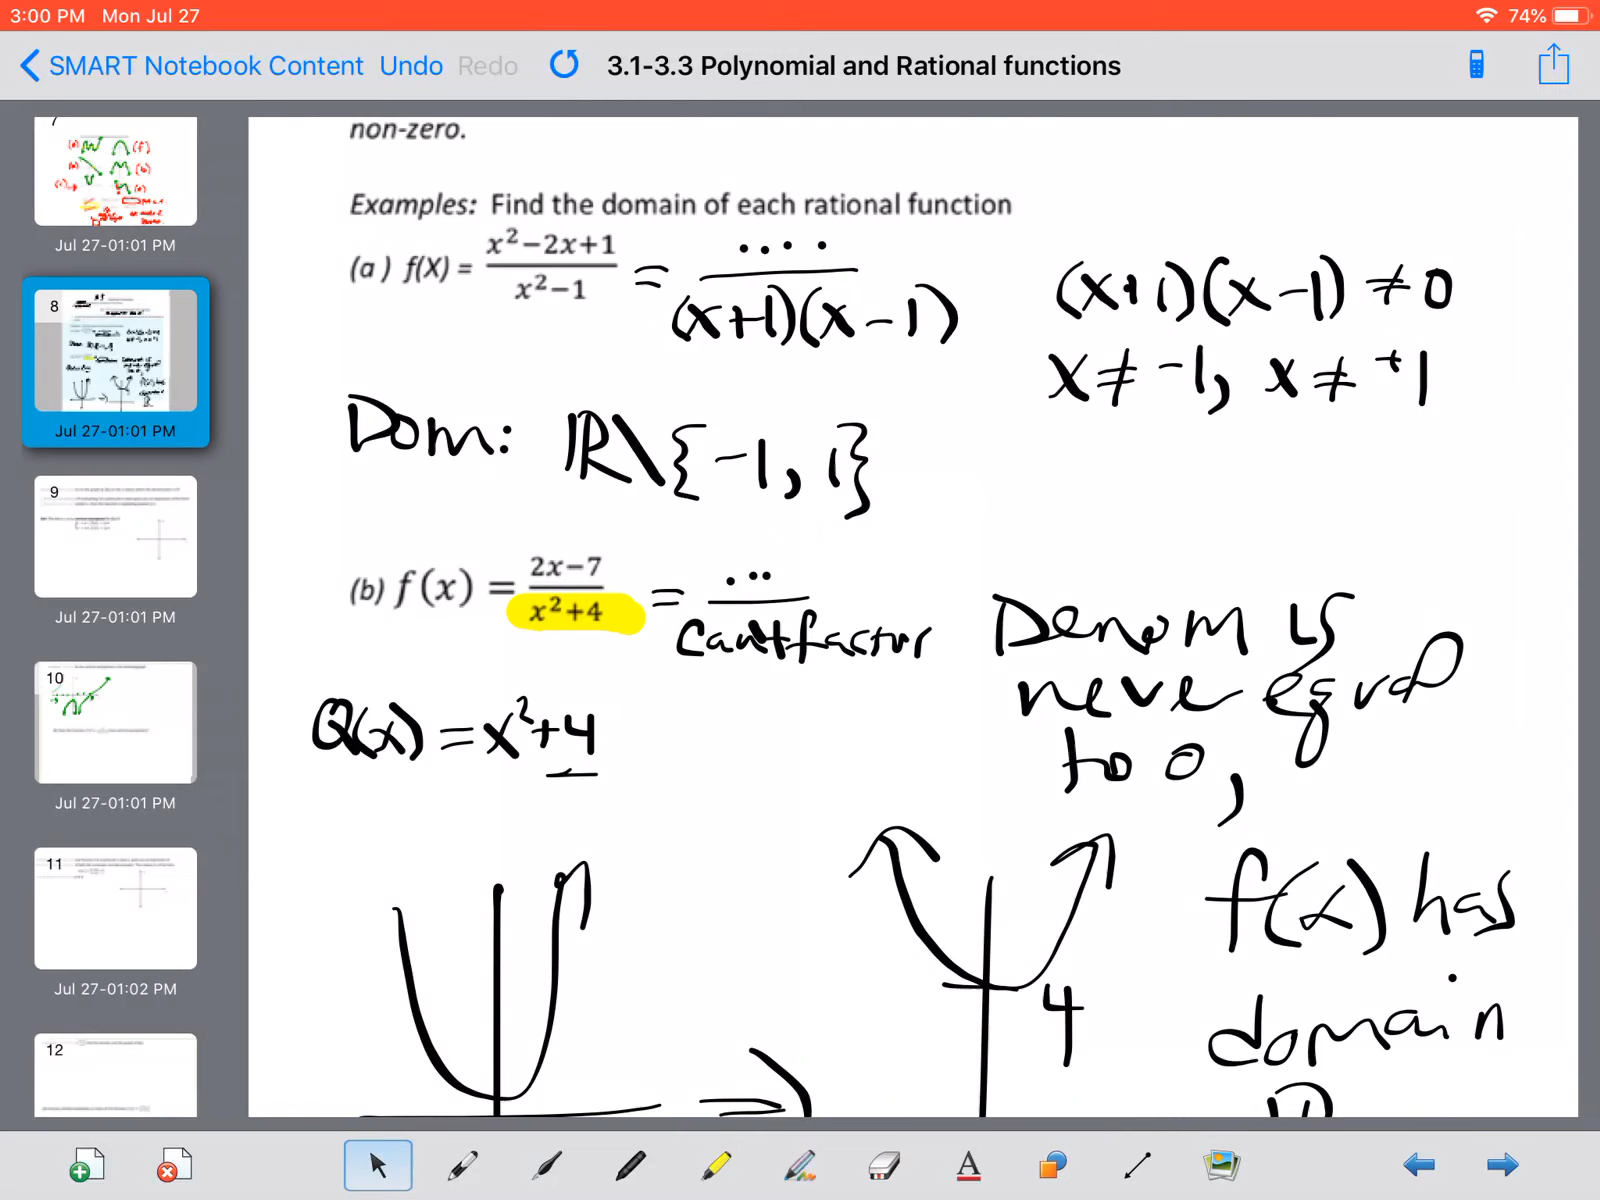 3:00 PM Mon Jul 27
74%
SMART Notebook Content Undo Redo 3.1-3.3 Polynomial and Rational functions
7
Jul 27-01:01 PM
8
Jul 27-01:01 PM
9
Jul 27-01:01 PM
10
Jul 27-01:01 PM
11
Jul 27-01:02 PM
12
non-zero.
Examples: Find the domain of each rational function
(a) f(X) = x²−2x+1 / x²−1 = .... / (x+1)(x−1)
(x+1)(x−1) ≠ 0
x ≠ −1, x ≠ +1
Dom: ℝ\{−1, 1}
(b) f(x) = 2x−7 / x²+4 = ... / can't factor
Denom is
never equal
to 0,
Q(x) = x²+4
f(x) has
domain
4
A